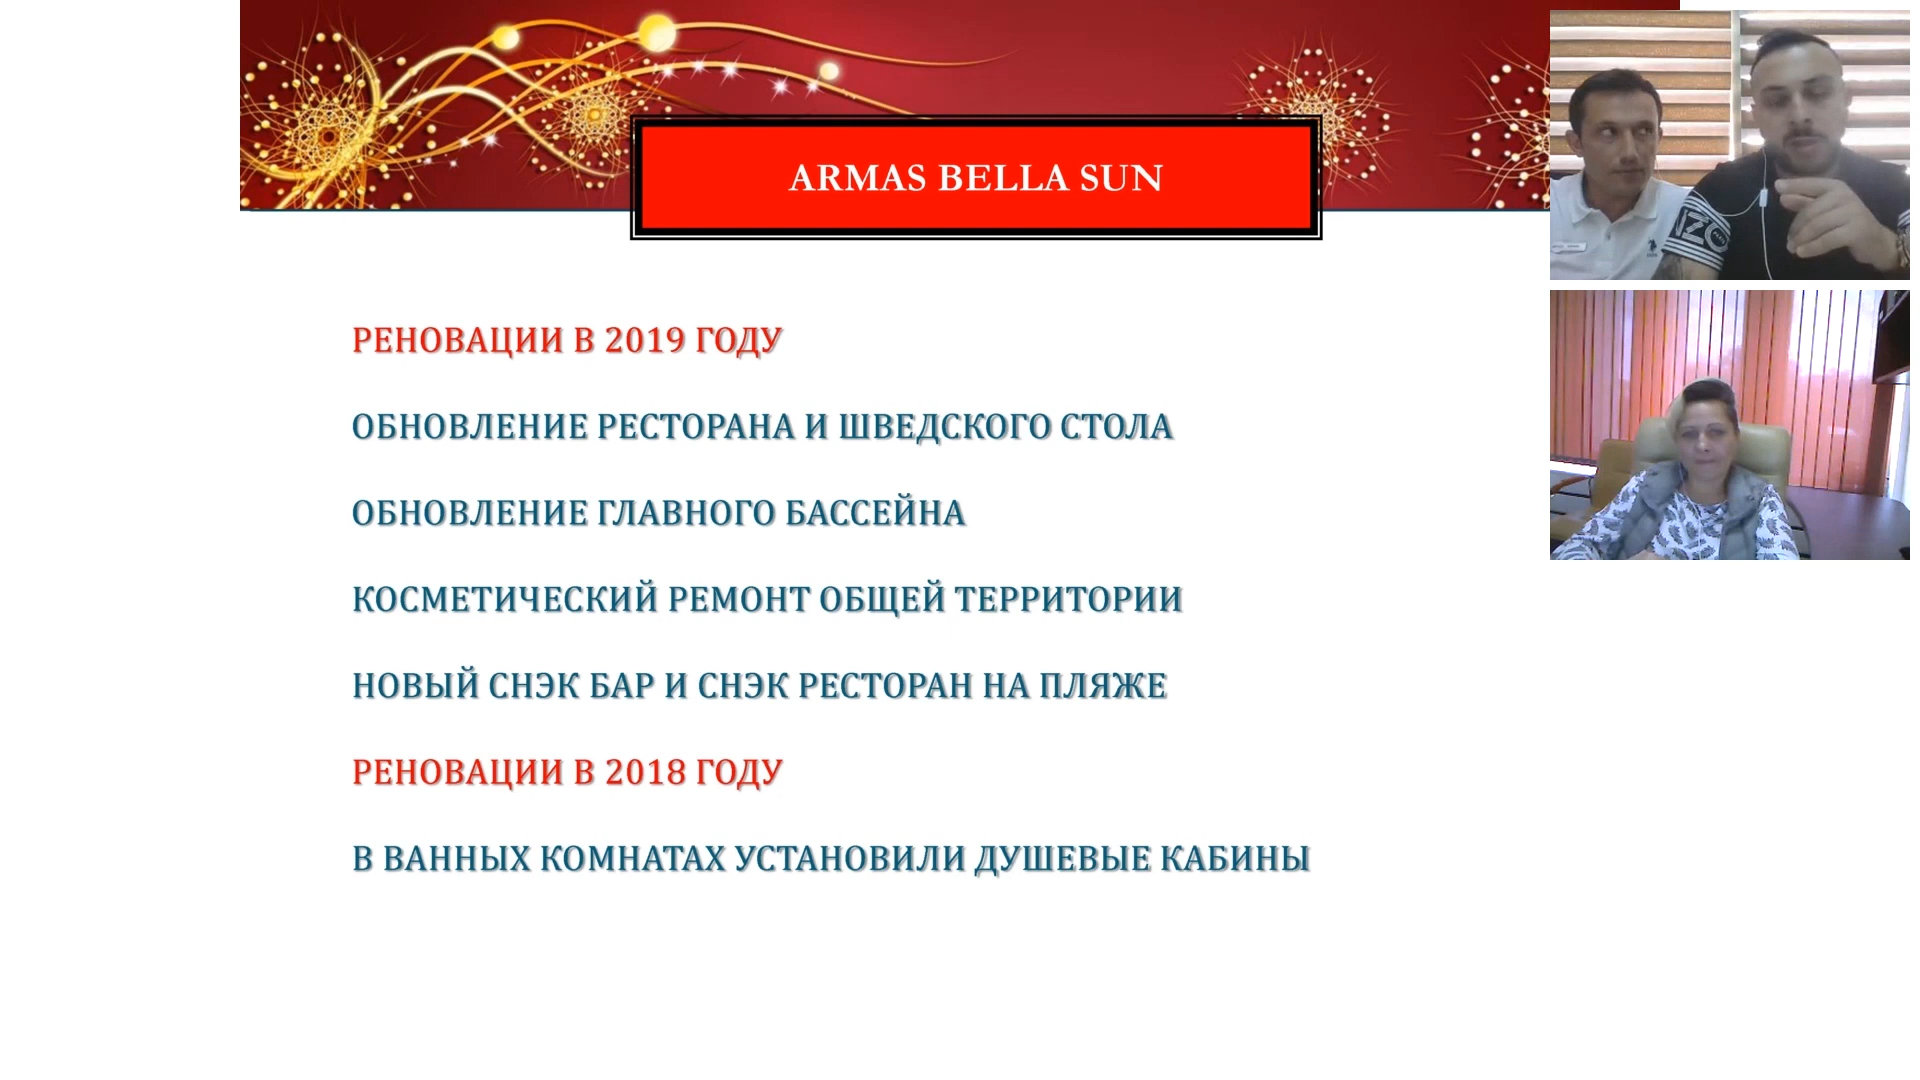 ARMAS BELLA SUN
РЕНОВАЦИИ В 2019 ГОДУ
ОБНОВЛЕНИЕ РЕСТОРАНА И ШВЕДСКОГО СТОЛА
ОБНОВЛЕНИЕ ГЛАВНОГО БАССЕЙНА
КОСМЕТИЧЕСКИЙ РЕМОНТ ОБЩЕЙ ТЕРРИТОРИИ
НОВЫЙ СНЭК БАР И СНЭК РЕСТОРАН НА ПЛЯЖЕ
РЕНОВАЦИИ В 2018 ГОДУ
В ВАННЫХ КОМНАТАХ УСТАНОВИЛИ ДУШЕВЫЕ КАБИНЫ